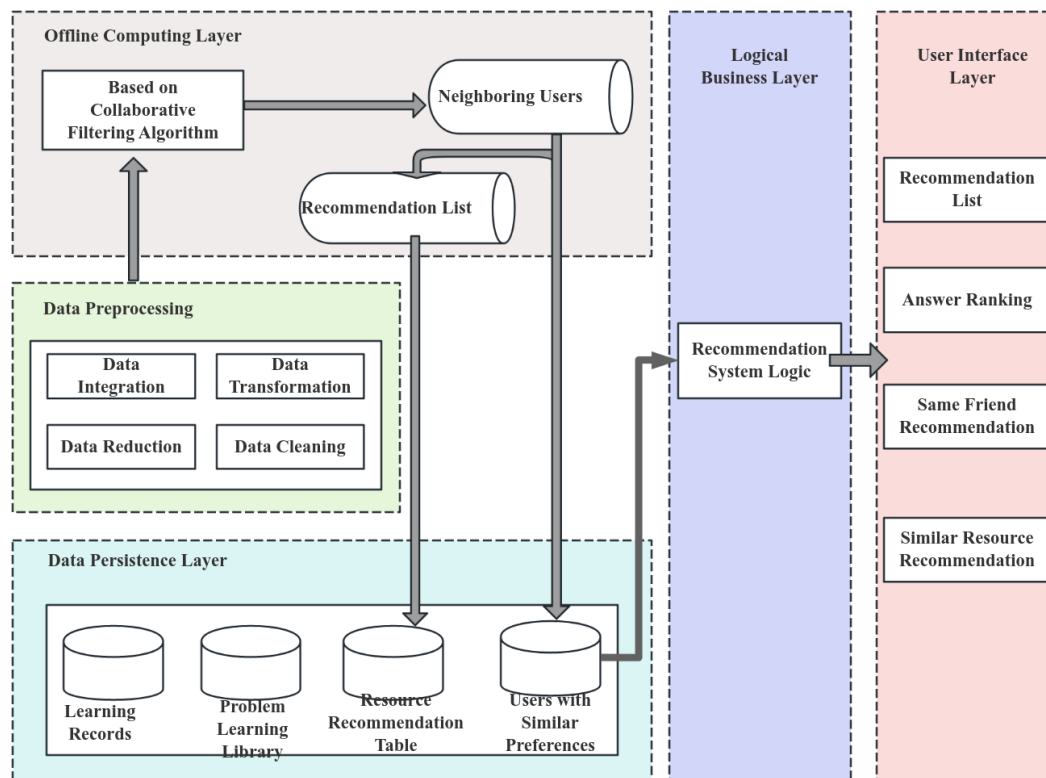 Offline Computing Layer
Based on
Collaborative
Filtering Algorithm
Neighboring Users
Recommendation List
Data Preprocessing
Data
Integration
Data
Transformation
Data Reduction
Data Cleaning
Data Persistence Layer
Learning
Records
Problem
Learning
Library
Resource
Recommendation
Table
Users with
Similar
Preferences
Logical
Business Layer
Recommendation
System Logic
User Interface
Layer
Recommendation
List
Answer Ranking
Same Friend
Recommendation
Similar Resource
Recommendation